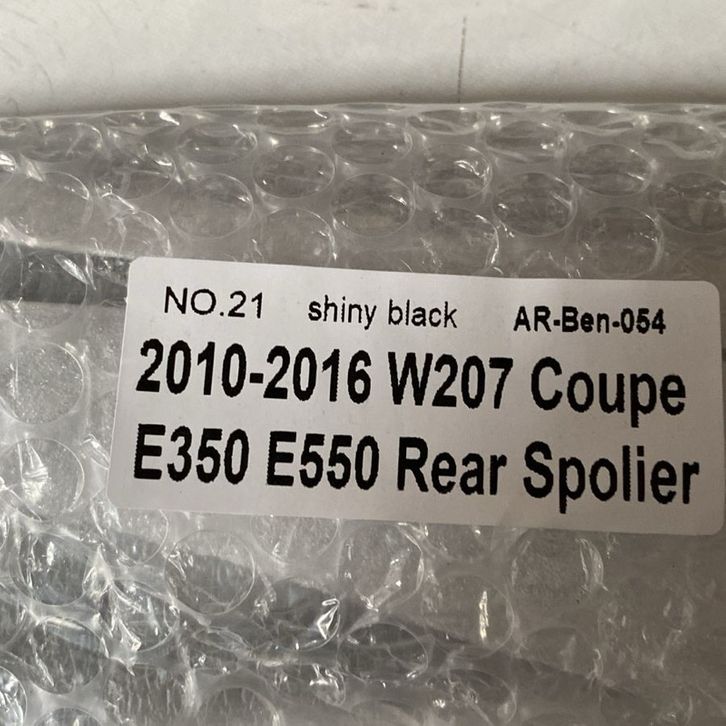 NO.21 shiny black AR-Ben-054
2010-2016 W207 Coupe
E350 E550 Rear Spolier